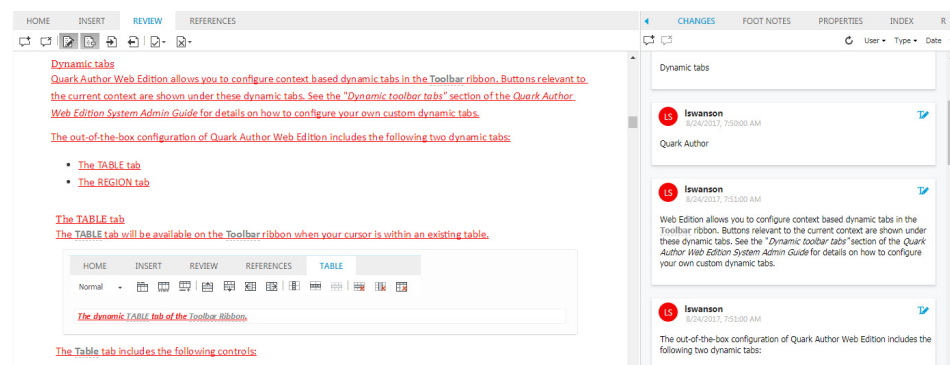 HOME INSERT REVIEW REFERENCES
CHANGES FOOT NOTES PROPERTIES INDEX R
User Type Date
Dynamic tabs
Quark Author Web Edition allows you to configure context based dynamic tabs in the Toolbar ribbon. Buttons relevant to
the current context are shown under these dynamic tabs. See the "Dynamic toolbar tabs" section of the Quark Author
Web Edition System Admin Guide for details on how to configure your own custom dynamic tabs.
The out-of-the-box configuration of Quark Author Web Edition includes the following two dynamic tabs:
• The TABLE tab
• The REGION tab
The TABLE tab
The TABLE tab will be available on the Toolbar ribbon when your cursor is within an existing table.
HOME INSERT REVIEW REFERENCES TABLE
Normal
The dynamic TABLE tab of the Toolbar Ribbon.
The Table tab includes the following controls:
Dynamic tabs
LS lswanson
8/24/2017, 7:50:00 AM
Quark Author
LS lswanson
8/24/2017, 7:51:00 AM
Web Edition allows you to configure context based dynamic tabs in the
Toolbar ribbon. Buttons relevant to the current context are shown under
these dynamic tabs. See the "Dynamic toolbar tabs" section of the Quark
Author Web Edition System Admin Guide for details on how to configure
your own custom dynamic tabs.
LS lswanson
8/24/2017, 7:51:00 AM
The out-of-the-box configuration of Quark Author Web Edition includes the
following two dynamic tabs: